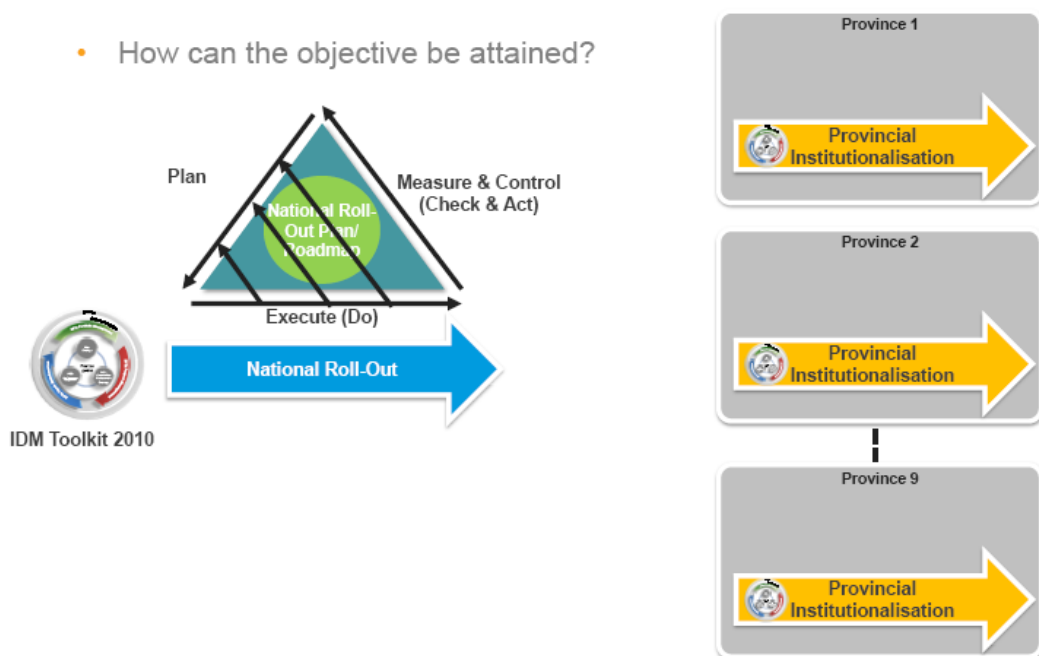 • How can the objective be attained?
Plan
Measure & Control
(Check & Act)
National Roll-
Out Plan/
Roadmap
Execute (Do)
National Roll-Out
IDM Toolkit 2010
Province 1
Provincial
Institutionalisation
Province 2
Provincial
Institutionalisation
Province 9
Provincial
Institutionalisation